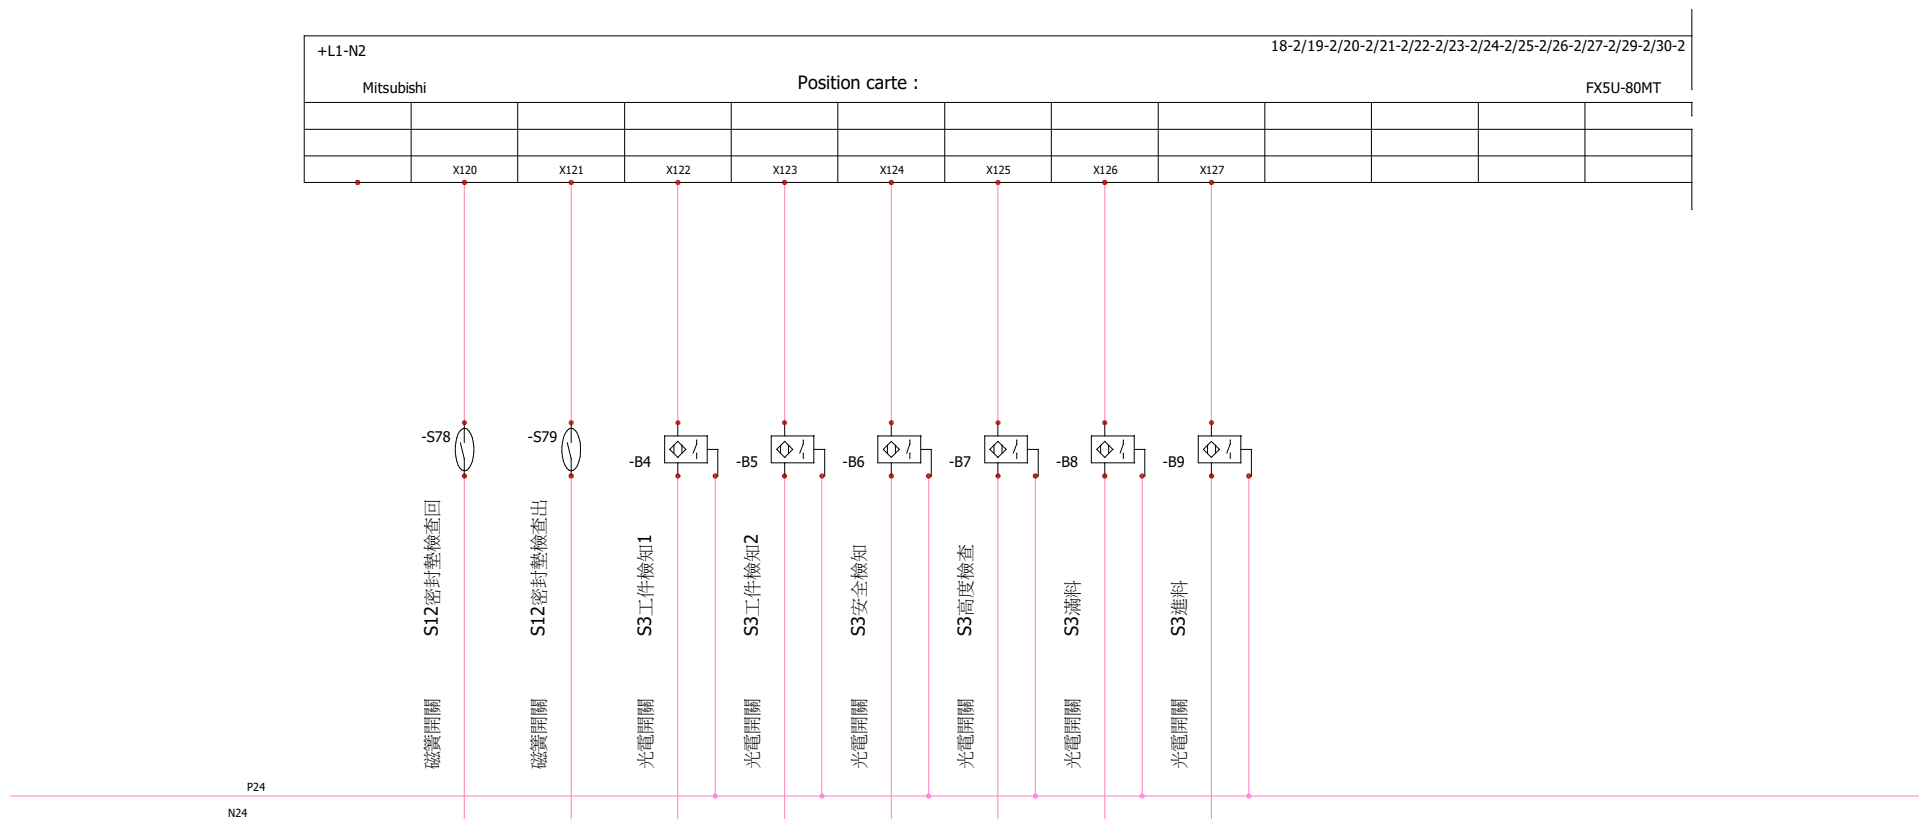 +L1-N2
18-2/19-2/20-2/21-2/22-2/23-2/24-2/25-2/26-2/27-2/29-2/30-2
Mitsubishi
Position carte :
FX5U-80MT
X120
X121
X122
X123
X124
X125
X126
X127
-S78
-S79
-B4
-B5
-B6
-B7
-B8
-B9
S12密封墊檢查回
S12密封墊檢查出
S3工件檢知1
S3工件檢知2
S3安全檢知
S3高度檢查
S3滿料
S3進料
磁簧開關
磁簧開關
光電開關
光電開關
光電開關
光電開關
光電開關
光電開關
P24
N24